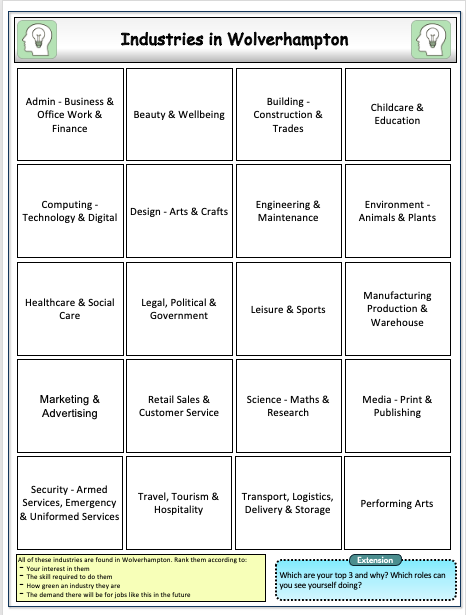 Industries in Wolverhampton
Admin - Business &
Office Work &
Finance
Beauty & Wellbeing
Building -
Construction &
Trades
Childcare &
Education
Computing -
Technology & Digital
Design - Arts & Crafts
Engineering &
Maintenance
Environment -
Animals & Plants
Healthcare & Social
Care
Legal, Political &
Government
Leisure & Sports
Manufacturing
Production &
Warehouse
Marketing &
Advertising
Retail Sales &
Customer Service
Science - Maths &
Research
Media - Print &
Publishing
Security - Armed
Services, Emergency
& Uniformed Services
Travel, Tourism &
Hospitality
Transport, Logistics,
Delivery & Storage
Performing Arts
All of these industries are found in Wolverhampton. Rank them according to:
- Your interest in them
- The skill required to do them
- How green an industry they are
- The demand there will be for jobs like this in the future
Extension
Which are your top 3 and why? Which roles can
you see yourself doing?